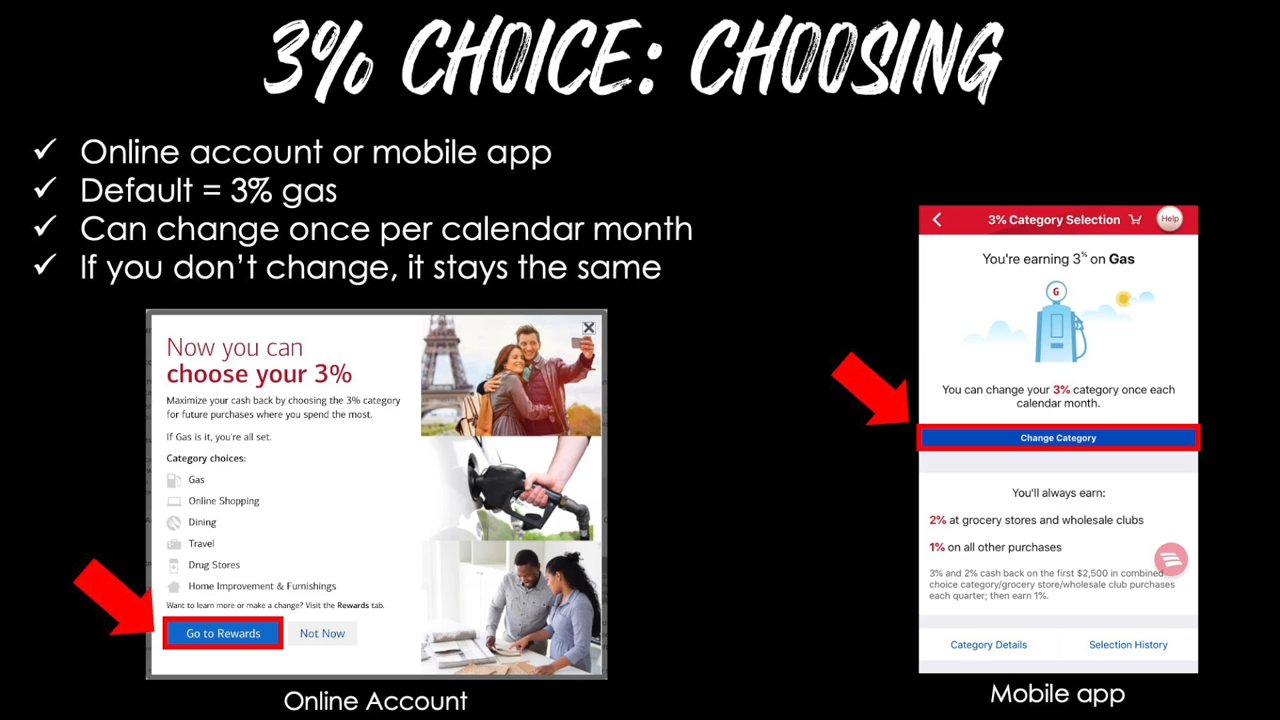 3% CHOICE: CHOOSING
✓ Online account or mobile app
✓ Default = 3% gas
✓ Can change once per calendar month
✓ If you don't change, it stays the same
Now you can
choose your 3%
Maximize your cash back by choosing the 3% category
for future purchases where you spend the most.
If Gas is it, you're all set.
Category choices:
Gas
Online Shopping
Dining
Travel
Drug Stores
Home Improvement & Furnishings
Want to learn more or make a change? Visit the Rewards tab.
Go to Rewards
Not Now
Online Account
3% Category Selection
Help
You're earning 3% on Gas
G
You can change your 3% category once each
calendar month.
Change Category
You'll always earn:
2% at grocery stores and wholesale clubs
1% on all other purchases
3% and 2% cash back on the first $2,500 in combined
choice category/grocery store/wholesale club purchases
each quarter; then earn 1%.
Category Details
Selection History
Mobile app